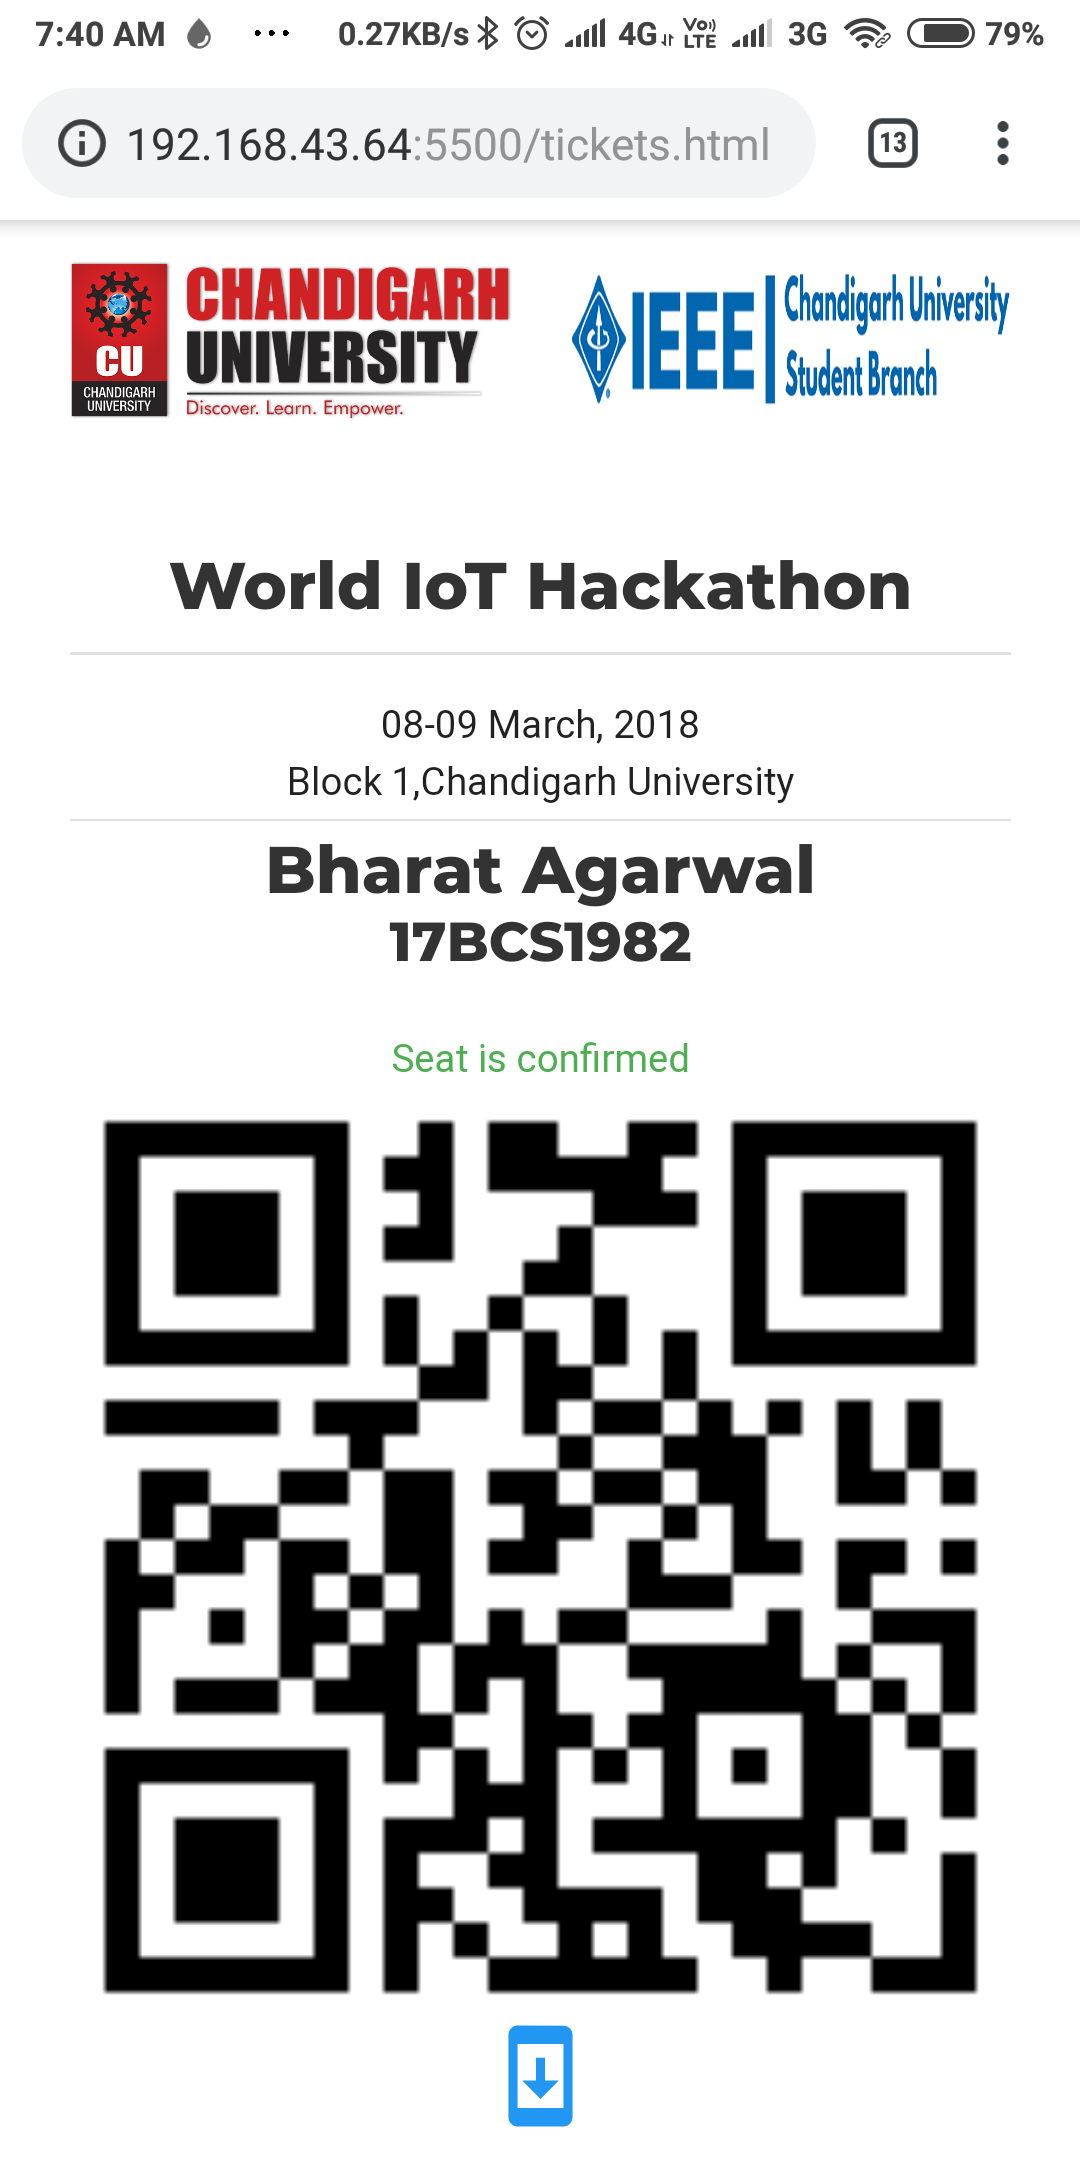 7:40 AM ... 0.27KB/s 4G Vo)) LTE 3G 79%
192.168.43.64:5500/tickets.html 13
CU
CHANDIGARH
UNIVERSITY
CHANDIGARH
UNIVERSITY
Discover. Learn. Empower.
IEEE
Chandigarh University
Student Branch
World IoT Hackathon
08-09 March, 2018
Block 1,Chandigarh University
Bharat Agarwal
17BCS1982
Seat is confirmed